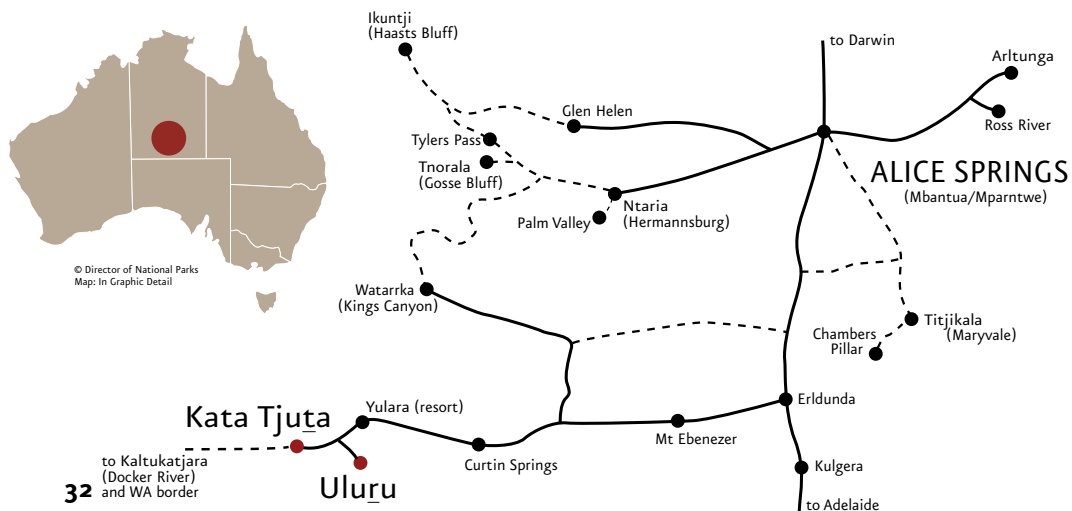 Ikuntji
(Haasts Bluff)
to Darwin
Arltunga
Glen Helen
Ross River
Tylers Pass
Tnorala
(Gosse Bluff)
ALICE SPRINGS
(Mbantua/Mparntwe)
Ntaria
(Hermannsburg)
Palm Valley
© Director of National Parks
Map: In Graphic Detail
Watarrka
(Kings Canyon)
Titjikala
(Maryvale)
Chambers
Pillar
Kata Tjuṯa
Yulara (resort)
Erldunda
Mt Ebenezer
Curtin Springs
Kulgera
to Kaltukatjara
(Docker River)
and WA border
32
Uluṟu
to Adelaide